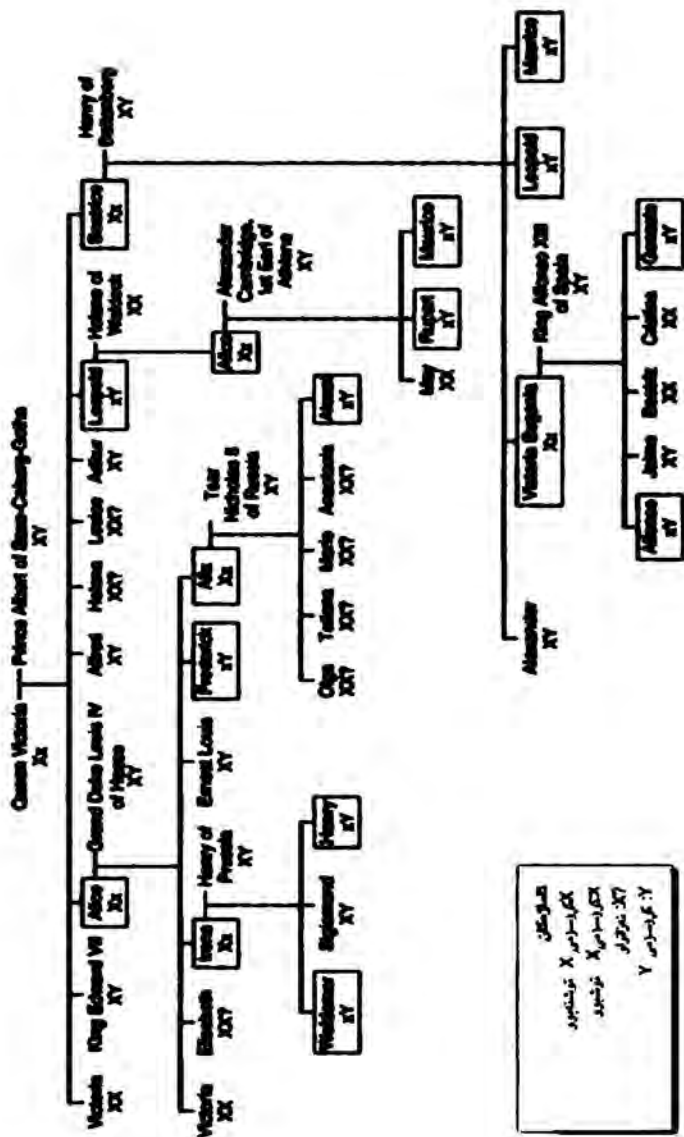 Queen Victoria
Xx
Prince Albert of Saxe-Coburg-Gotha
XY
Victoria
XX
King Edward VII
XY
Alice
Xx
Grand Duke Louis IV
of Hesse
XY
Alfred
XY
Helena
XX?
Louise
XX?
Arthur
XY
Leopold
xY
Helene of
Waldeck
XX
Beatrice
Xx
Henry of
Battenberg
XY
Victoria
XX
Elizabeth
XX?
Irene
Xx
Henry of
Prussia
XY
Ernest Louis
XY
Frederick
xY
Alix
Xx
Tsar
Nicholas II
of Russia
XY
Alice
Xx
Alexander
Cambridge,
1st Earl of
Athlone
XY
Waldemar
xY
Sigismund
XY
Henry
xY
Olga
XX?
Tatiana
XX?
Marie
XX?
Anastasia
XX?
Alexis
xY
May
XX
Rupert
xY
Maurice
xY
Alexander
XY
Victoria Eugenie
Xx
King Alfonso XIII
of Spain
XY
Leopold
xY
Maurice
xY
Alfonso
xY
Jaime
XY
Beatriz
XX
Cristina
XX
Gonzalo
xY
X
X
X?:
Y:
Y